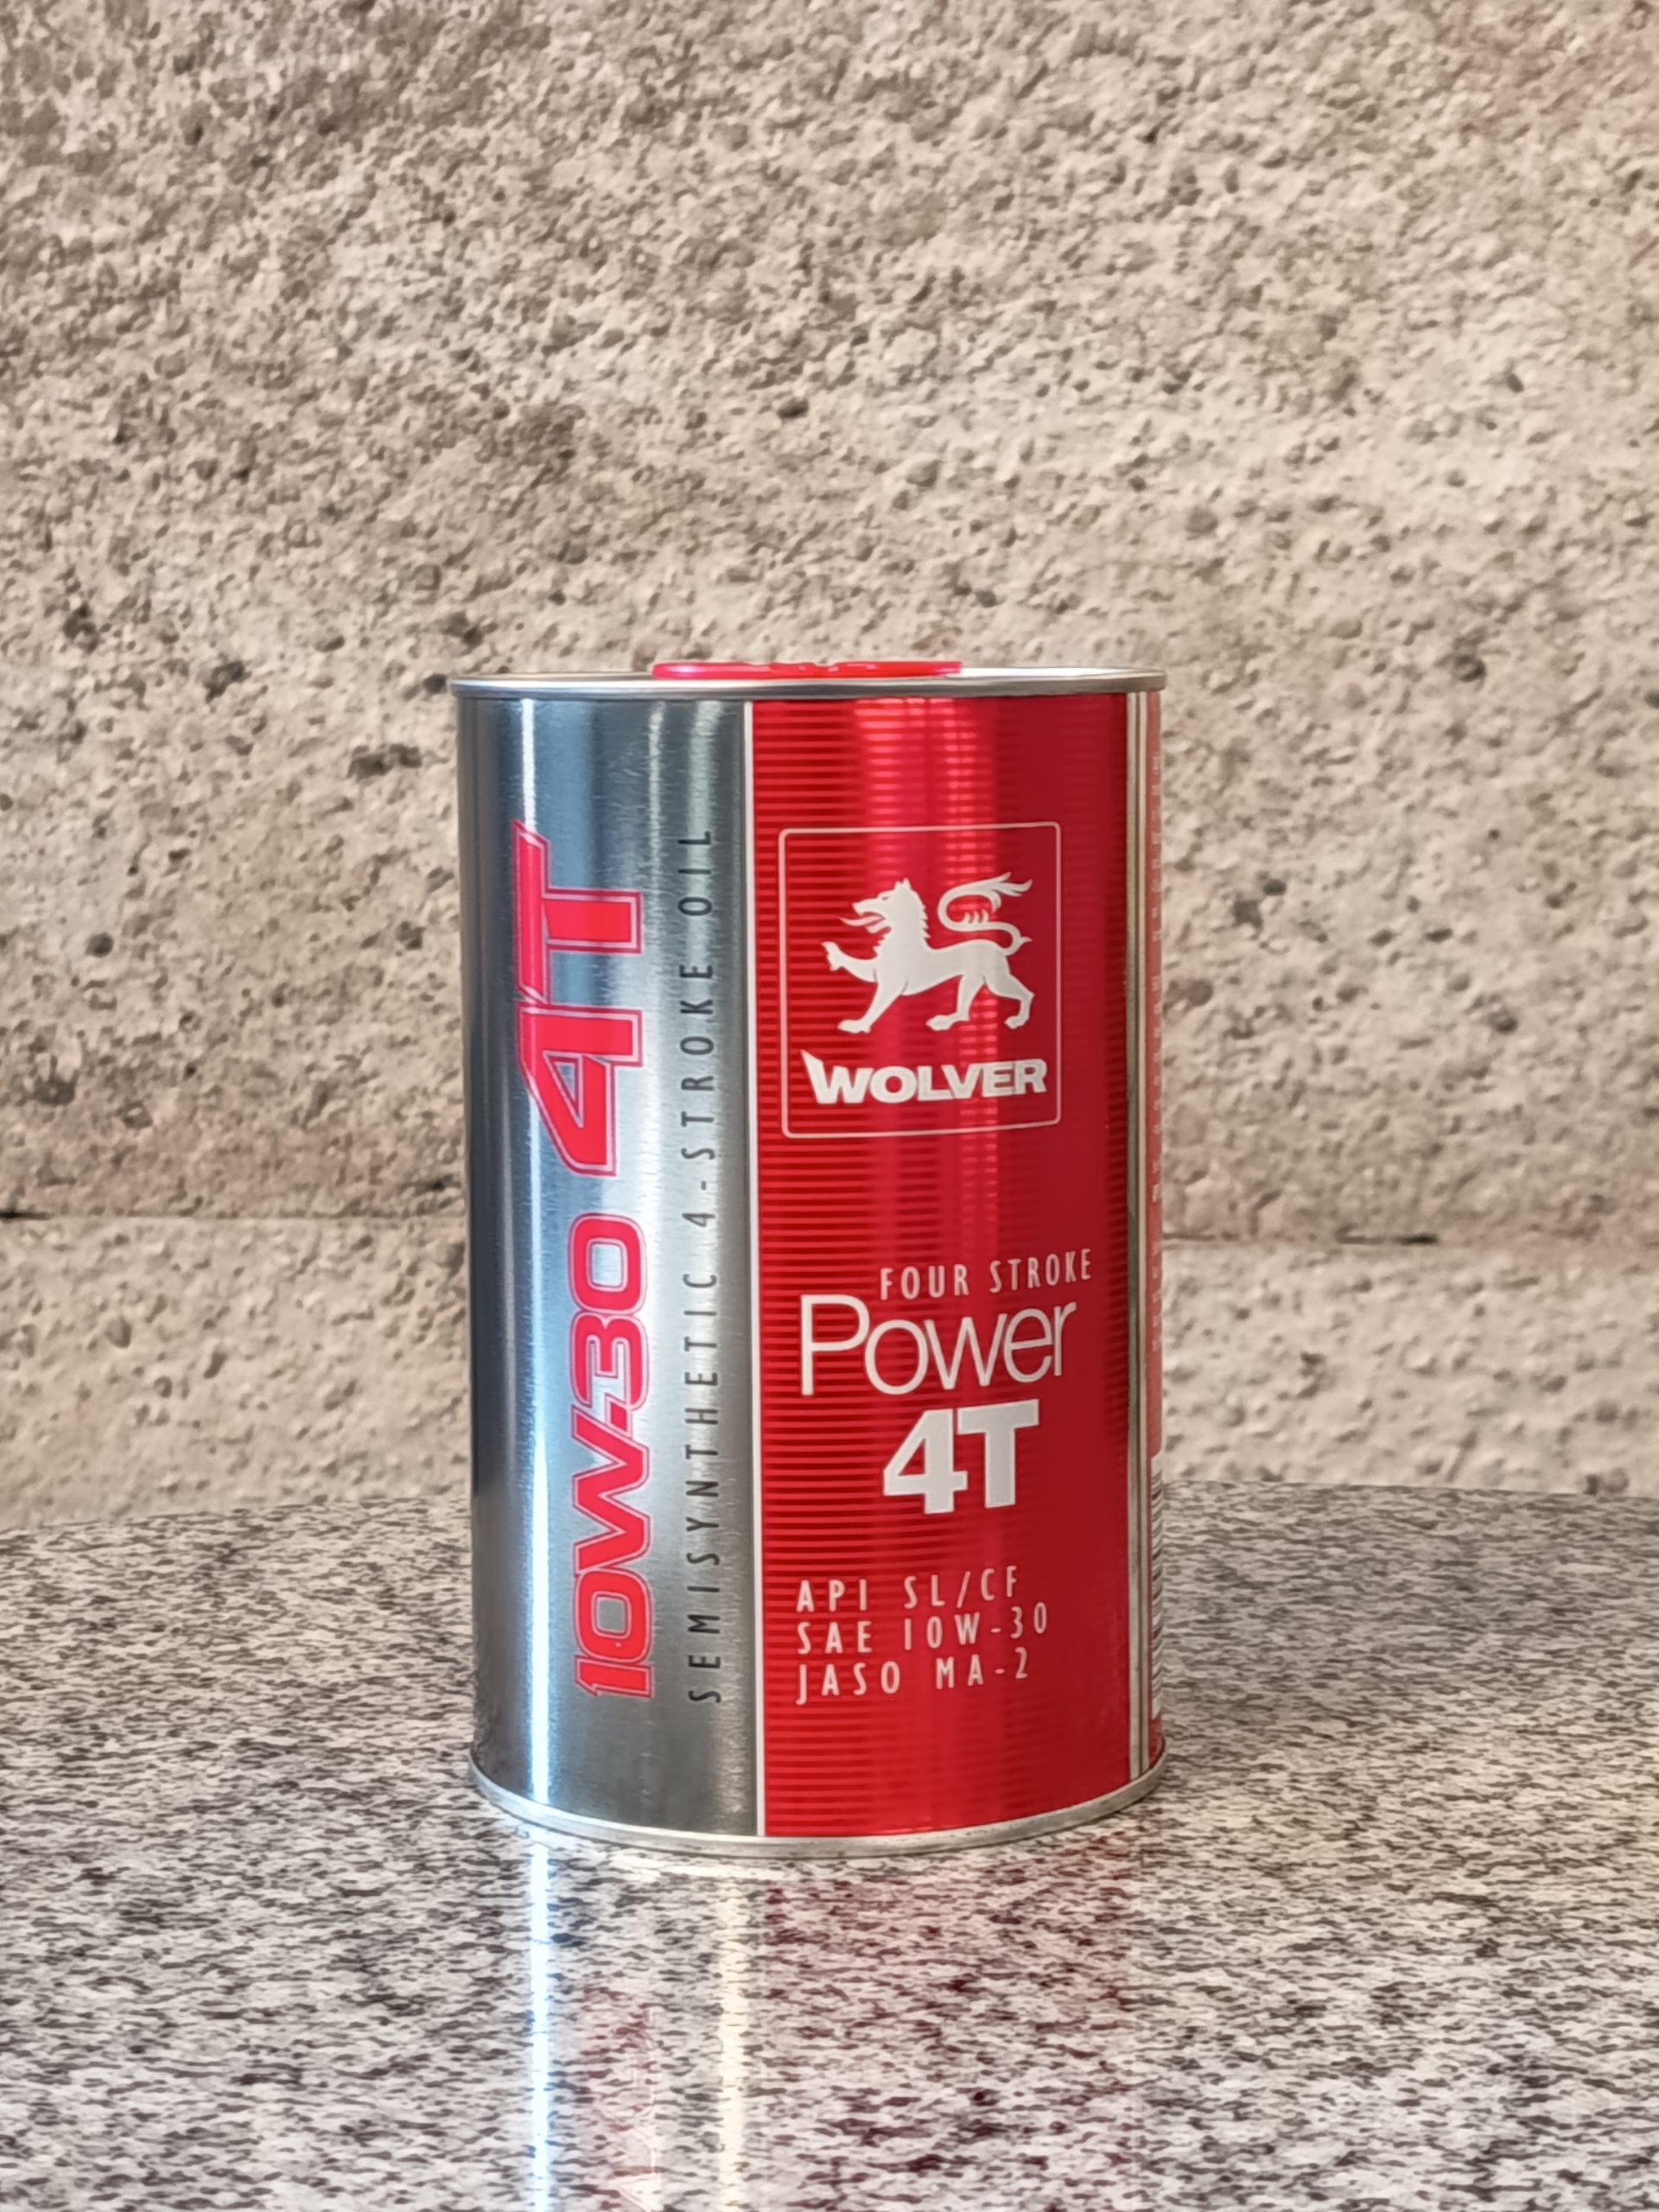 10W-30 4T
SEMISYNTHETIC 4-STROKE OIL
WOLVER
FOUR STROKE
Power
4T
API SL/CF
SAE 10W-30
JASO MA-2